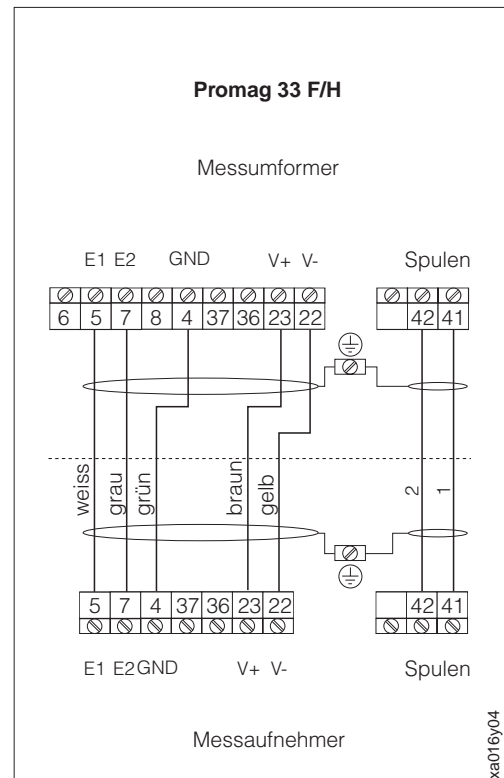 Promag 33 F/H
Messumformer
E1 E2 GND V+ V- Spulen
6 5 7 8 4 37 36 23 22 42 41
weiss
grau
grün
braun
gelb
2
1
5 7 4 37 36 23 22 42 41
E1 E2 GND V+ V- Spulen
Messaufnehmer
xa016y04